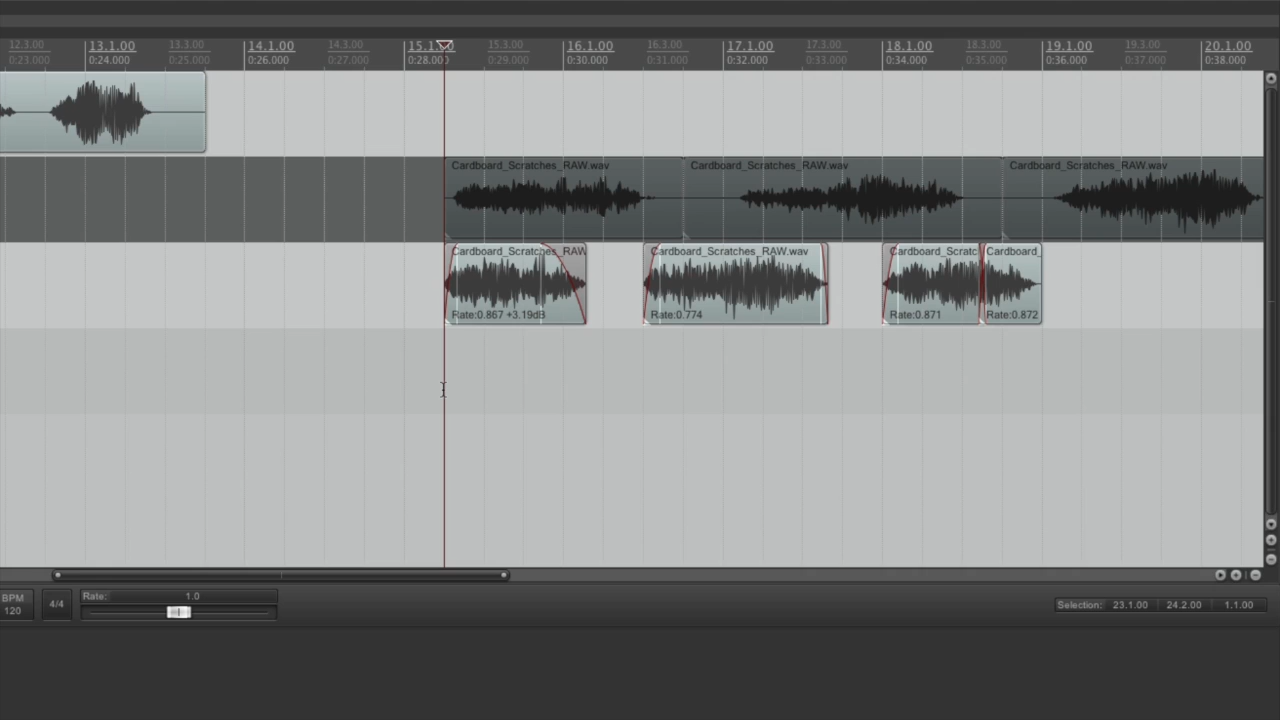 12.3.00 13.1.00 13.3.00 14.1.00 14.3.00 15.1.00 15.3.00 16.1.00 16.3.00 17.1.00 17.3.00 18.1.00 18.3.00 19.1.00 19.3.00 20.1.00
0:23.000 0:24.000 0:25.000 0:26.000 0:27.000 0:28.000 0:29.000 0:30.000 0:31.000 0:32.000 0:33.000 0:34.000 0:35.000 0:36.000 0:37.000 0:38.000
Cardboard_Scratches_RAW.wav Cardboard_Scratches_RAW.wav Cardboard_Scratches_RAW.wav
Cardboard_Scratches_RAW Cardboard_Scratches_RAW.wav Cardboard_Scratc Cardboard_
Rate:0.867 +3.19dB Rate:0.774 Rate:0.871 Rate:0.872
BPM
120
4/4
Rate: 1.0
Selection: 23.1.00 24.2.00 1.1.00